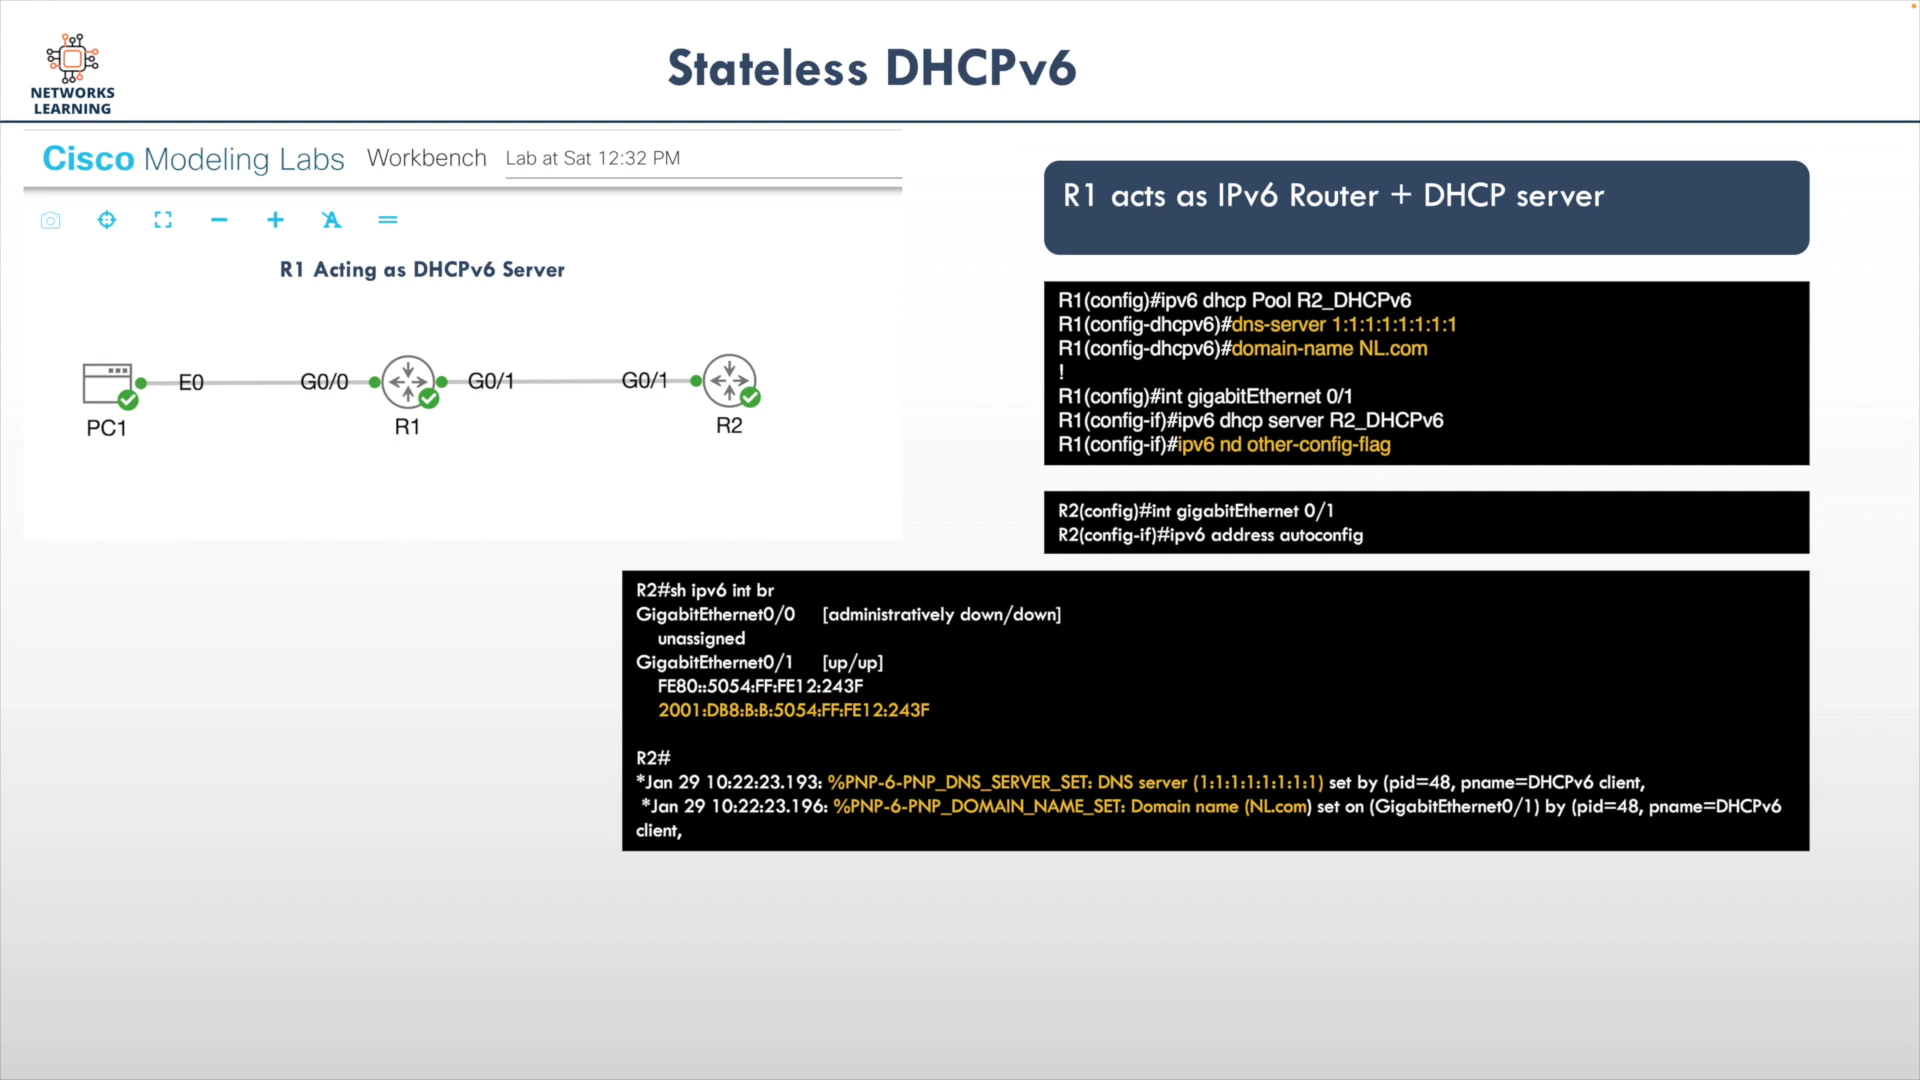 NETWORKS
LEARNING
Stateless DHCPv6
Cisco Modeling Labs Workbench Lab at Sat 12:32 PM
A
R1 Acting as DHCPv6 Server
E0 G0/0 G0/1 G0/1
PC1 R1 R2
R1 acts as IPv6 Router + DHCP server
R1(config)#ipv6 dhcp Pool R2_DHCPv6
R1(config-dhcpv6)#dns-server 1:1:1:1:1:1:1:1
R1(config-dhcpv6)#domain-name NL.com
!
R1(config)#int gigabitEthernet 0/1
R1(config-if)#ipv6 dhcp server R2_DHCPv6
R1(config-if)#ipv6 nd other-config-flag
R2(config)#int gigabitEthernet 0/1
R2(config-if)#ipv6 address autoconfig
R2#sh ipv6 int br
GigabitEthernet0/0 [administratively down/down]
unassigned
GigabitEthernet0/1 [up/up]
FE80::5054:FF:FE12:243F
2001:DB8:B:B:5054:FF:FE12:243F
R2#
*Jan 29 10:22:23.193: %PNP-6-PNP_DNS_SERVER_SET: DNS server (1:1:1:1:1:1:1:1) set by (pid=48, pname=DHCPv6 client,
*Jan 29 10:22:23.196: %PNP-6-PNP_DOMAIN_NAME_SET: Domain name (NL.com) set on (GigabitEthernet0/1) by (pid=48, pname=DHCPv6
client,